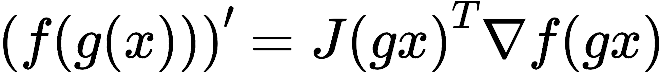 (f(g(x)))′ = J(gx)ᵀ∇f(gx)